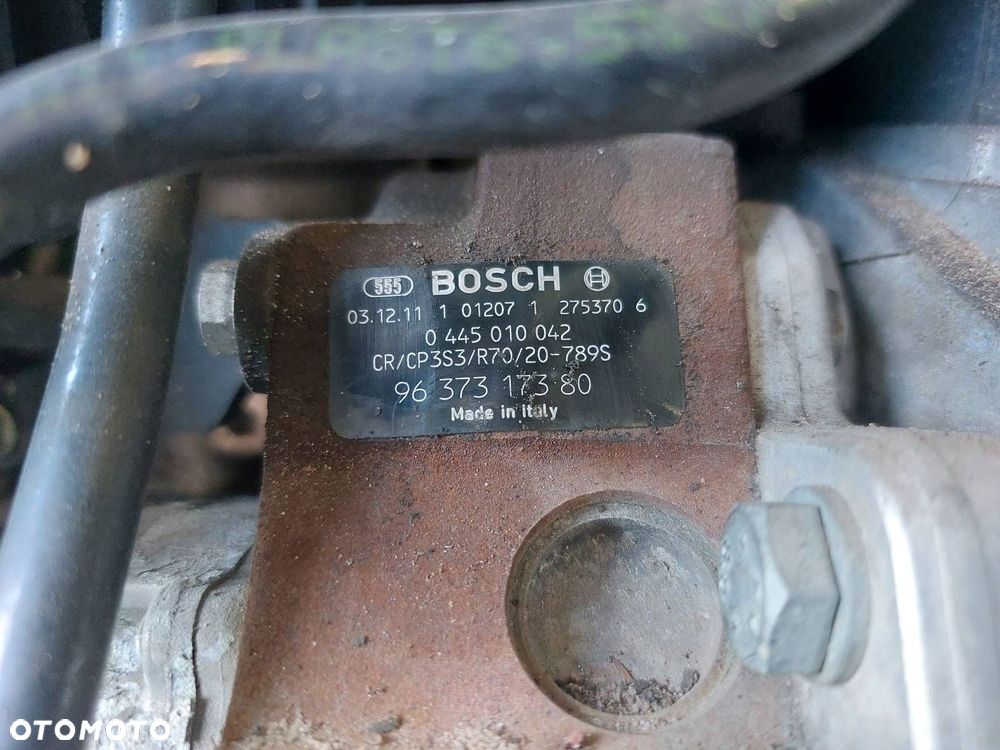 555 BOSCH
03.12.11 1 01207 1 275370 6
0 445 010 042
CR/CP3S3/R70/20-789S
96 373 173 80
Made in Italy
OTOMOTO